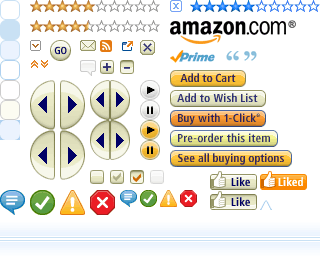 amazon.com®
GO
Prime
Add to Cart
Add to Wish List
Buy with 1-Click®
Pre-order this item
See all buying options
Like
Liked
Like